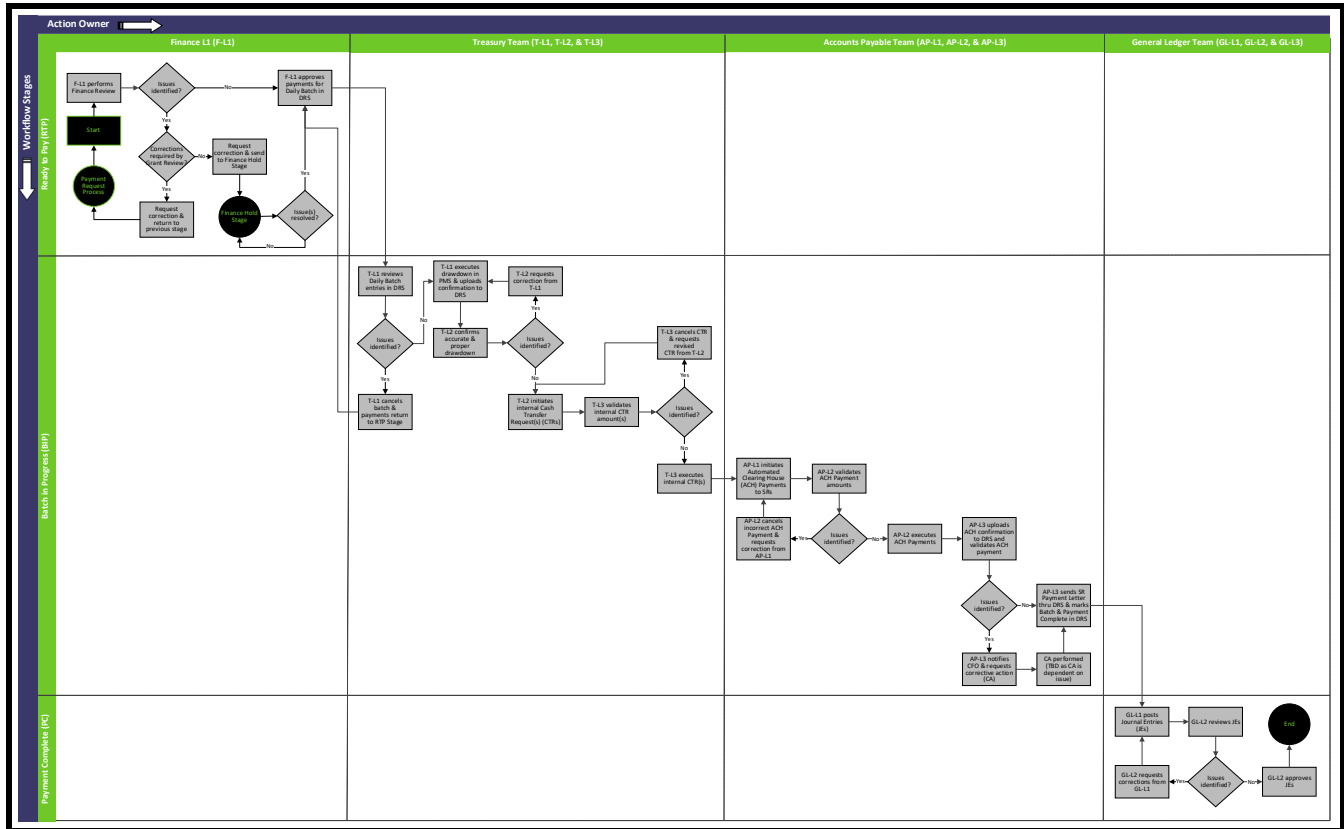 Action Owner
Workflow Stages
Finance L1 (F-L1)
Treasury Team (T-L1, T-L2, & T-L3)
Accounts Payable Team (AP-L1, AP-L2, & AP-L3)
General Ledger Team (GL-L1, GL-L2, & GL-L3)
Ready to Pay (RTP)
F-L1 performs
Finance Review
Issues
identified?
No
F-L1 approves
payments for
Daily Batch in
DRS
Yes
Start
Corrections
required by
Grant Review?
No
Request
correction & send
to Finance Hold
Stage
Payment
Request
Process
Yes
Yes
Request
correction &
return to
previous stage
Finance Hold
Stage
Issue(s)
resolved?
No
Batch in Progress (BIP)
T-L1 reviews
Daily Batch
entries in DRS
T-L1 executes
drawdown in
PMS & uploads
confirmation to
DRS
T-L2 requests
correction from
T-L1
Yes
No
Issues
identified?
T-L2 confirms
accurate &
proper
drawdown
Issues
identified?
T-L3 cancels CTR
& requests
revised
CTR from T-L2
Yes
No
Yes
T-L1 cancels
batch &
payments return
to RTP Stage
T-L2 initiates
internal Cash
Transfer
Request(s) (CTRs)
T-L3 validates
internal CTR
amount(s)
Issues
identified?
No
T-L3 executes
internal CTR(s)
AP-L1 initiates
Automated
Clearing House
(ACH) Payments
to SRs
AP-L2 validates
ACH Payment
amounts
AP-L2 cancels
incorrect ACH
Payment &
requests
correction from
AP-L1
Yes
Issues
identified?
No
AP-L2 executes
ACH Payments
AP-L3 uploads
ACH confirmation
to DRS and
validates ACH
payment
Issues
identified?
No
AP-L3 sends SR
Payment Letter
thru DRS & marks
Batch & Payment
Complete in DRS
Yes
AP-L3 notifies
CFO & requests
corrective action
(CA)
CA performed
(TBD as CA is
dependent on
issue)
Payment Complete (PC)
GL-L1 posts
Journal Entries
(JEs)
GL-L2 reviews JEs
End
GL-L2 requests
corrections from
GL-L1
Yes
Issues
identified?
No
GL-L2 approves
JEs